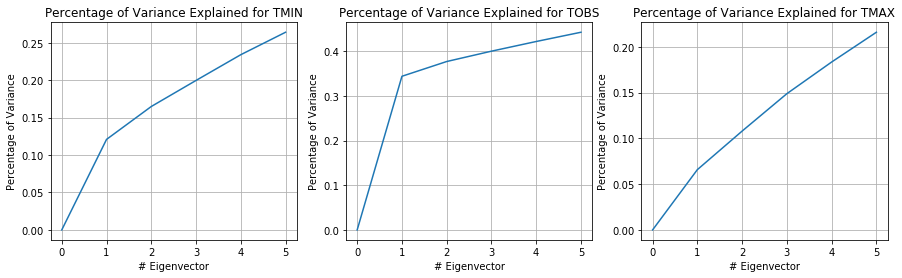 Percentage of Variance Explained for TMIN
Percentage of Variance
0.25
0.20
0.15
0.10
0.05
0.00
0 1 2 3 4 5
# Eigenvector
Percentage of Variance Explained for TOBS
Percentage of Variance
0.4
0.3
0.2
0.1
0.0
0 1 2 3 4 5
# Eigenvector
Percentage of Variance Explained for TMAX
Percentage of Variance
0.20
0.15
0.10
0.05
0.00
0 1 2 3 4 5
# Eigenvector